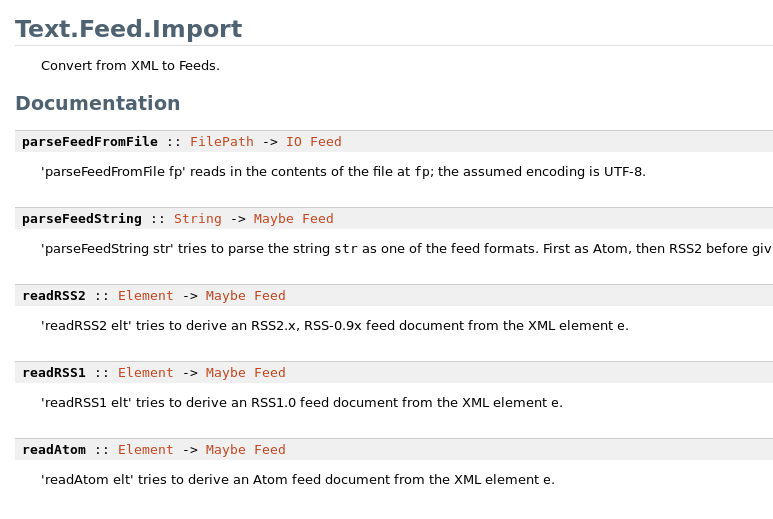 Text.Feed.Import
Convert from XML to Feeds.
Documentation
parseFeedFromFile :: FilePath -> IO Feed
'parseFeedFromFile fp' reads in the contents of the file at fp; the assumed encoding is UTF-8.
parseFeedString :: String -> Maybe Feed
'parseFeedString str' tries to parse the string str as one of the feed formats. First as Atom, then RSS2 before giv
readRSS2 :: Element -> Maybe Feed
'readRSS2 elt' tries to derive an RSS2.x, RSS-0.9x feed document from the XML element e.
readRSS1 :: Element -> Maybe Feed
'readRSS1 elt' tries to derive an RSS1.0 feed document from the XML element e.
readAtom :: Element -> Maybe Feed
'readAtom elt' tries to derive an Atom feed document from the XML element e.